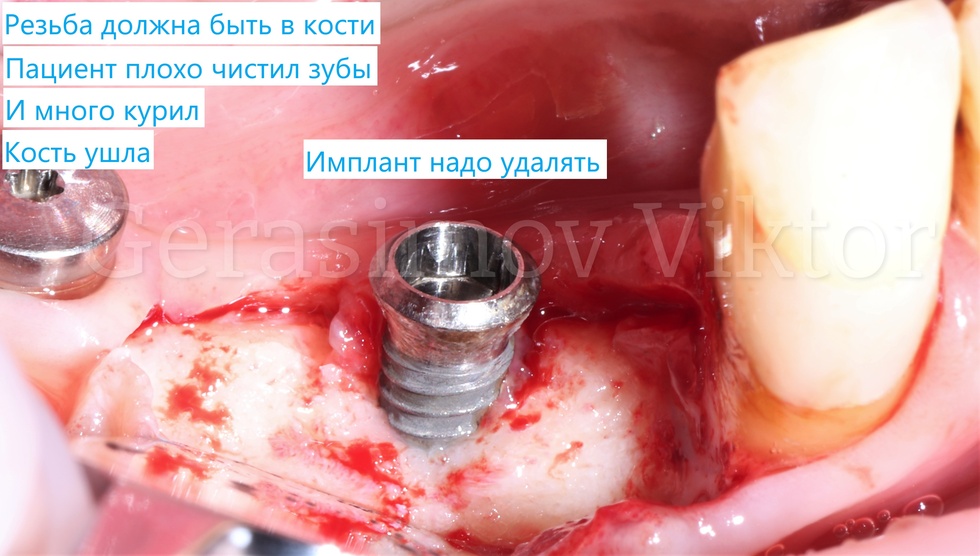 Резьба должна быть в кости
Пациент плохо чистил зубы
И много курил
Кость ушла
Имплант надо удалять
Gerasimov Viktor